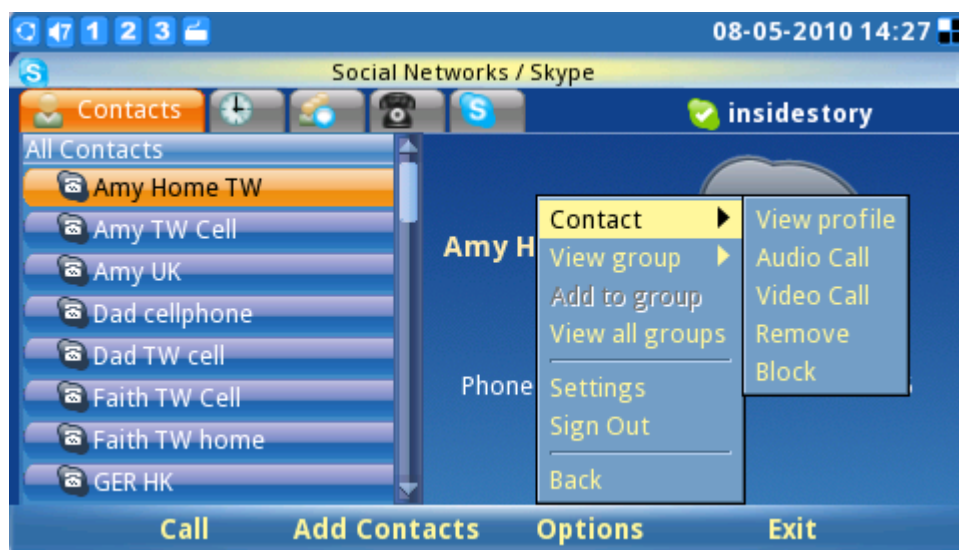 7 1 2 3 08-05-2010 14:27
Social Networks / Skype
Contacts S insidestory
All Contacts
Amy Home TW
Amy TW Cell
Amy UK
Dad cellphone
Dad TW cell
Faith TW Cell
Faith TW home
GER HK
Amy H
Phone
Contact
View group
Add to group
View all groups
Settings
Sign Out
Back
View profile
Audio Call
Video Call
Remove
Block
Call Add Contacts Options Exit